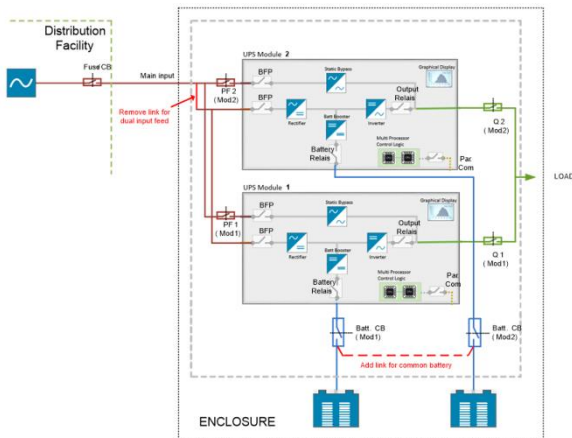 Distribution
Facility
Fuse/CB
Main input
Remove link for
dual input feed
PF 2
(Mod2)
UPS Module 2
BFP
BFP
Static Bypass
Rectifier
Batt Booster
Inverter
Output
Relais
Graphical Display
Battery
Relais
Multi Processor
Control Logic
Par
Com
Q 2
(Mod2)
LOAD
PF 1
(Mod1)
UPS Module 1
BFP
BFP
Static Bypass
Rectifier
Batt Booster
Inverter
Output
Relais
Graphical Display
Battery
Relais
Multi Processor
Control Logic
Par
Com
Q 1
(Mod1)
Batt. CB
(Mod1)
Batt. CB
(Mod2)
Add link for common battery
ENCLOSURE